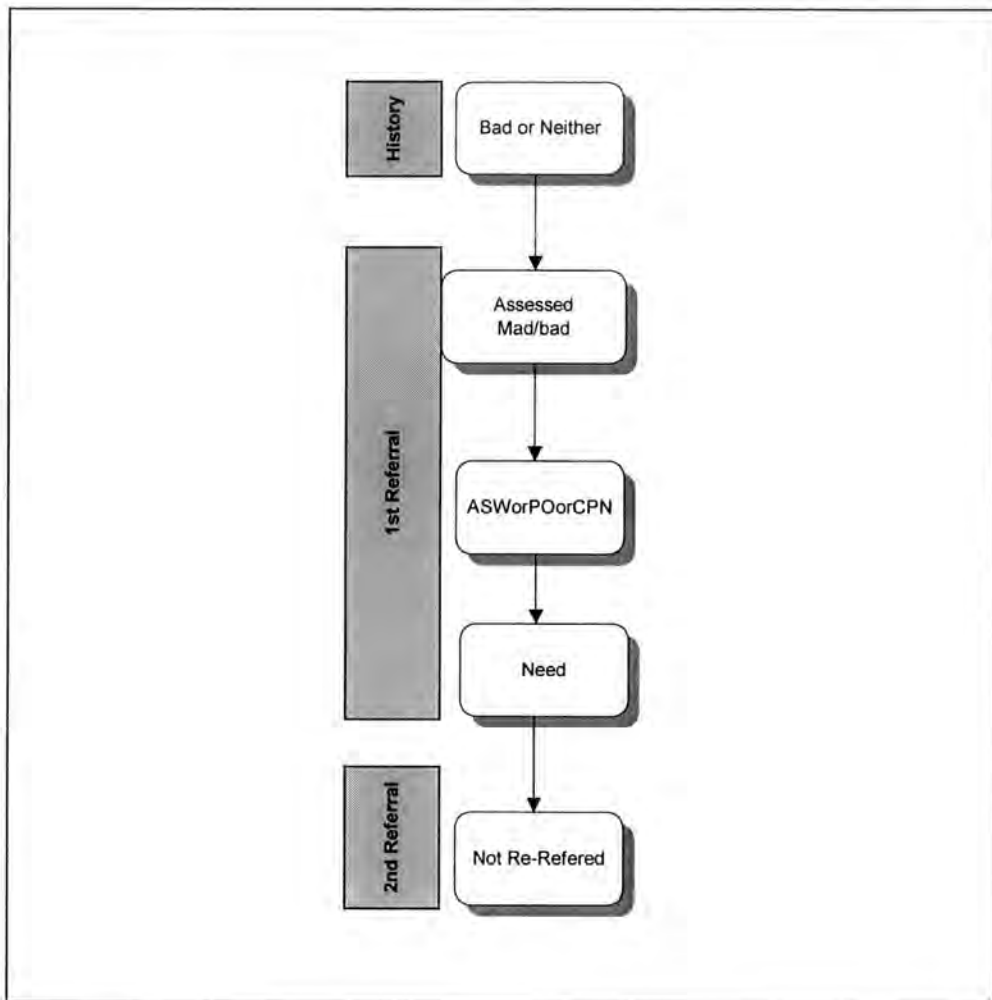 History
Bad or Neither
1st Referral
Assessed
Mad/bad
ASWorPOorCPN
Need
2nd Referral
Not Re-Refered